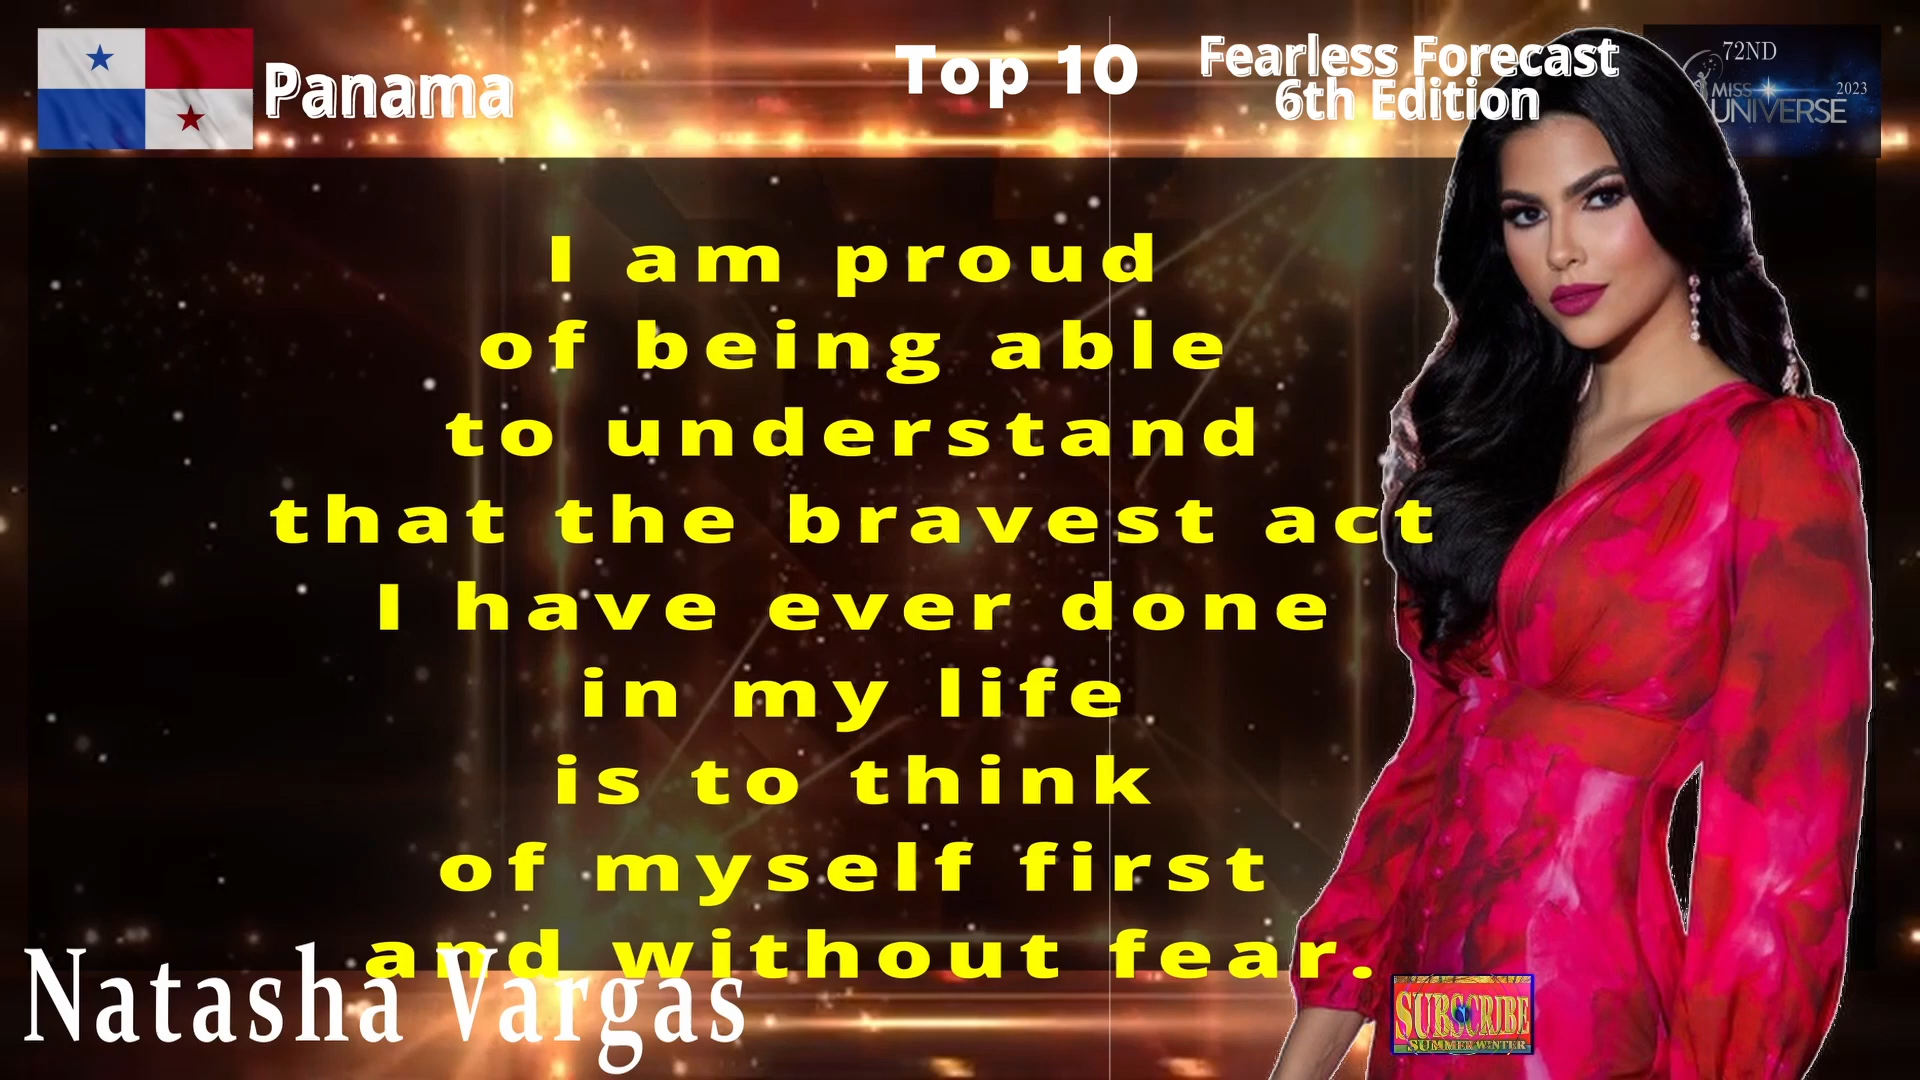 Panama
Top 10
Fearless Forecast
6th Edition
72ND
MISS
UNIVERSE
2023
I am proud
of being able
to understand
that the bravest act
I have ever done
in my life
is to think
of myself first
and without fear.
Natasha Vargas
SUBSCRIBE
SUMMER WINTER